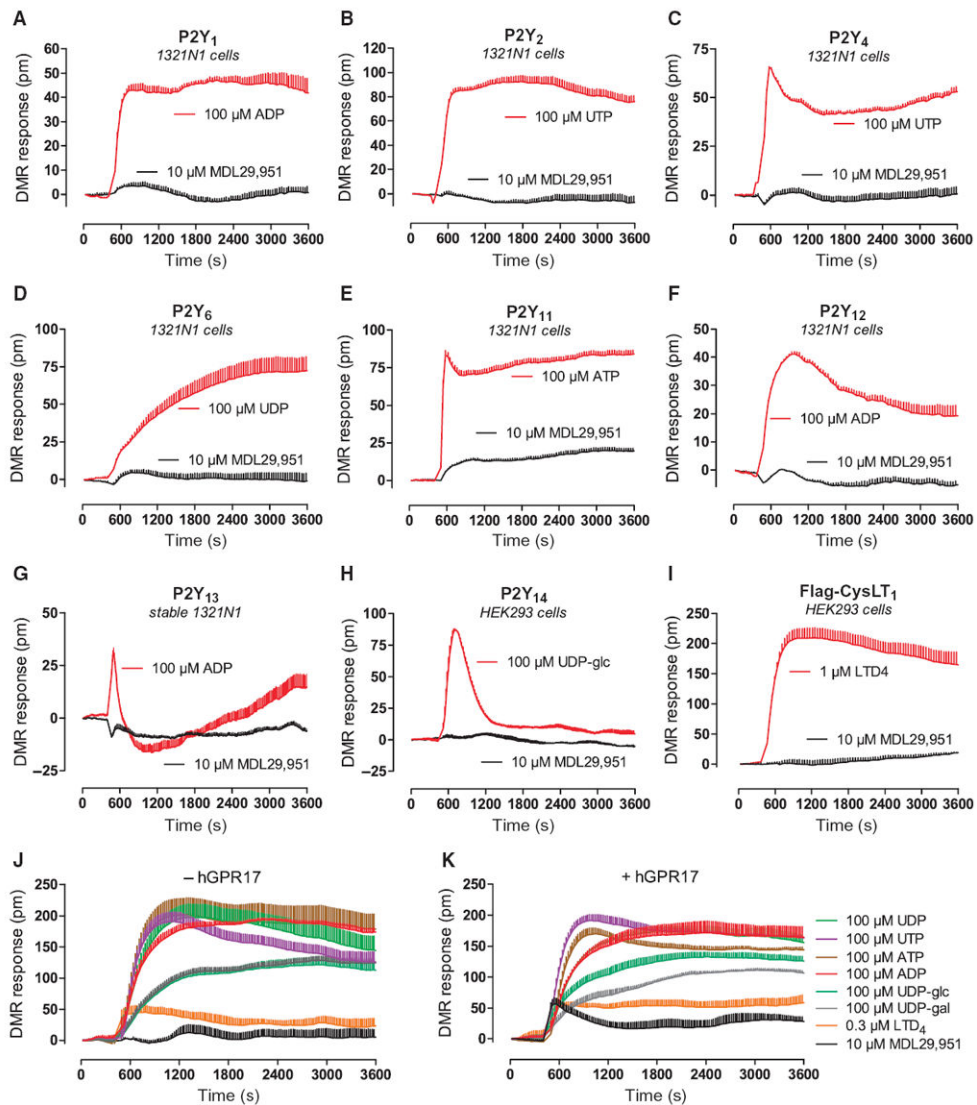 A
P2Y1
1321N1 cells
DMR response (pm)
60
50
40
30
20
10
0
100 µM ADP
10 µM MDL29,951
0 600 1200 1800 2400 3000 3600
Time (s)
B
P2Y2
1321N1 cells
DMR response (pm)
120
100
80
60
40
20
0
100 µM UTP
10 µM MDL29,951
0 600 1200 1800 2400 3000 3600
Time (s)
C
P2Y4
1321N1 cells
DMR response (pm)
75
50
25
0
100 µM UTP
10 µM MDL29,951
0 600 1200 1800 2400 3000 3600
Time (s)
D
P2Y6
1321N1 cells
DMR response (pm)
100
75
50
25
0
100 µM UDP
10 µM MDL29,951
0 600 1200 1800 2400 3000 3600
Time (s)
E
P2Y11
1321N1 cells
DMR response (pm)
100
75
50
25
0
100 µM ATP
10 µM MDL29,951
0 600 1200 1800 2400 3000 3600
Time (s)
F
P2Y12
1321N1 cells
DMR response (pm)
50
40
30
20
10
0
100 µM ADP
10 µM MDL29,951
0 600 1200 1800 2400 3000 3600
Time (s)
G
P2Y13
stable 1321N1
DMR response (pm)
50
25
0
–25
100 µM ADP
10 µM MDL29,951
0 600 1200 1800 2400 3000 3600
Time (s)
H
P2Y14
HEK293 cells
DMR response (pm)
100
75
50
25
0
–25
100 µM UDP-glc
10 µM MDL29,951
0 600 1200 1800 2400 3000 3600
Time (s)
I
Flag-CysLT1
HEK293 cells
DMR response (pm)
250
200
150
100
50
0
1 µM LTD4
10 µM MDL29,951
0 600 1200 1800 2400 3000 3600
Time (s)
J
– hGPR17
DMR response (pm)
250
200
150
100
50
0
0 600 1200 1800 2400 3000 3600
Time (s)
K
+ hGPR17
DMR response (pm)
250
200
150
100
50
0
0 600 1200 1800 2400 3000 3600
Time (s)
100 µM UDP
100 µM UTP
100 µM ATP
100 µM ADP
100 µM UDP-glc
100 µM UDP-gal
0.3 µM LTD4
10 µM MDL29,951